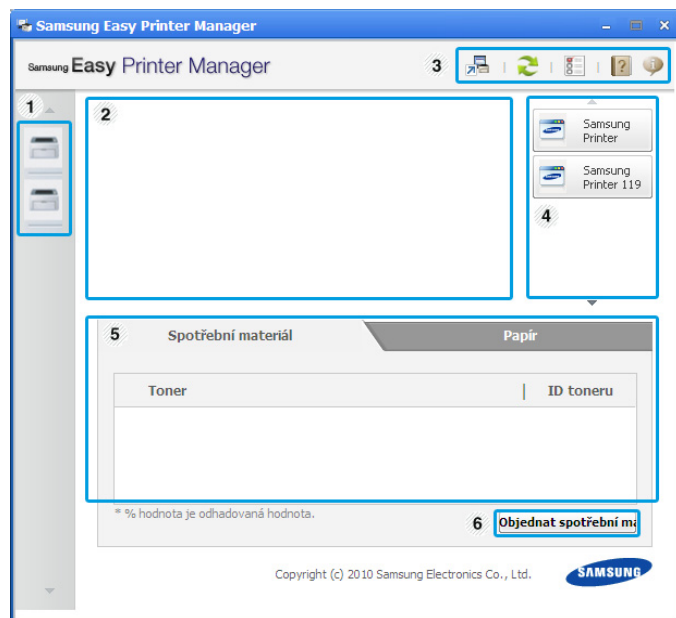 Samsung Easy Printer Manager
Samsung Easy Printer Manager
3
1
2
Samsung
Printer
Samsung
Printer 119
4
5
Spotřební materiál
Papír
Toner
ID toneru
* % hodnota je odhadovaná hodnota.
6
Objednat spotřební ma
Copyright (c) 2010 Samsung Electronics Co., Ltd.
SAMSUNG